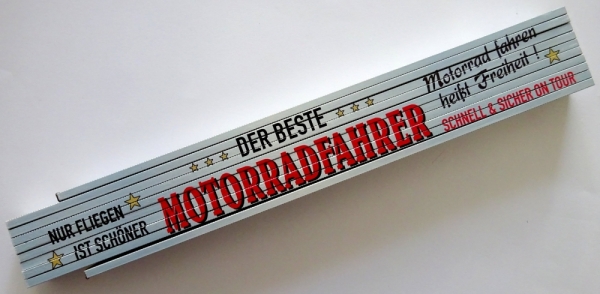 NUR FLIEGEN
IST SCHÖNER
DER BESTE
MOTORRADFAHRER
Motorrad fahren
heißt Freiheit !
SCHNELL & SICHER ON TOUR